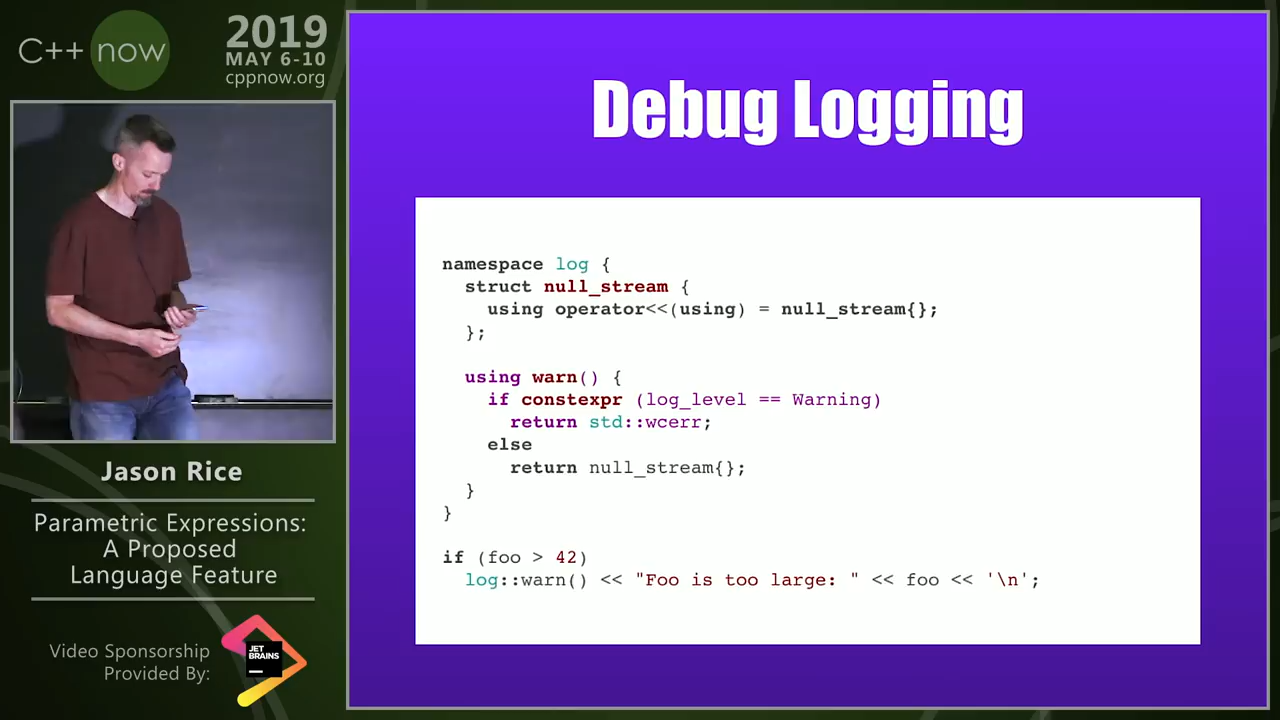 C++ now
2019
MAY 6-10
cppnow.org
Debug Logging
namespace log {
  struct null_stream {
    using operator<<(using) = null_stream{};
  };

  using warn() {
    if constexpr (log_level == Warning)
      return std::wcerr;
    else
      return null_stream{};
  }
}

if (foo > 42)
  log::warn() << "Foo is too large: " << foo << '\n';
Jason Rice
Parametric Expressions:
A Proposed
Language Feature
Video Sponsorship
Provided By:
JET
BRAINS